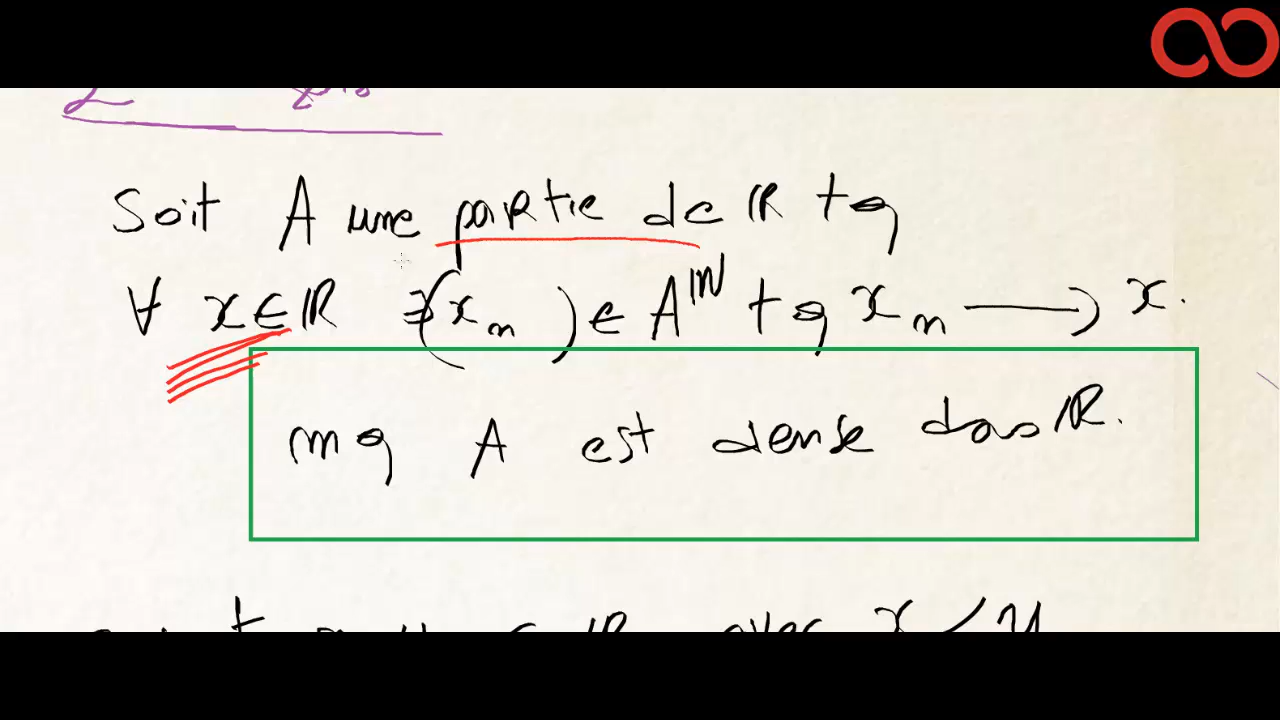 Soit A une partie de ℝ tq
∀ x ∈ ℝ ∃ (xₙ) ∈ A^ℕ tq xₙ ⟶ x.
mq A est dense dans ℝ.